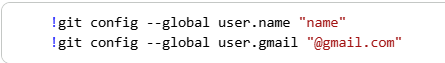 !git config --global user.name "name"
!git config --global user.gmail "@gmail.com"